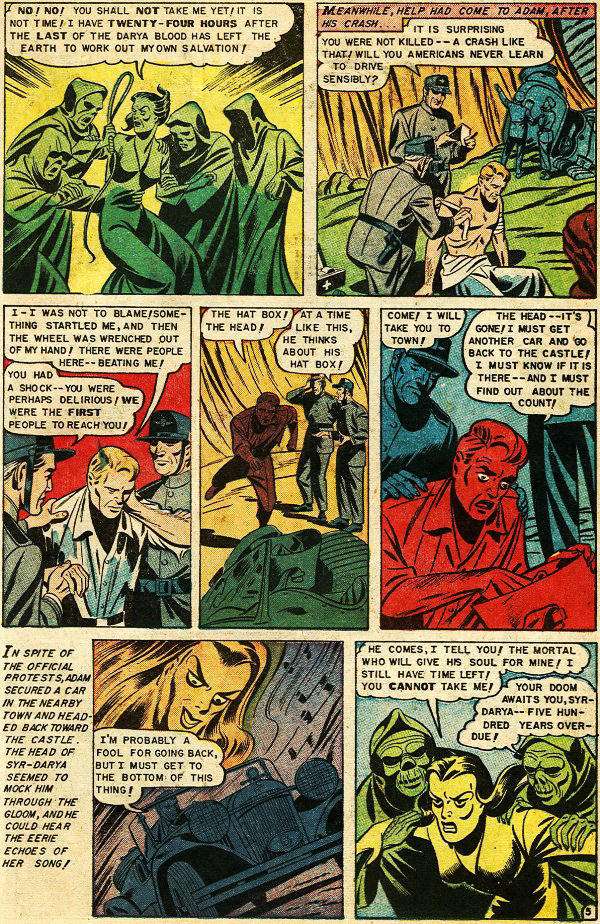 NO! NO! YOU SHALL NOT TAKE ME YET! IT IS
NOT TIME! I HAVE TWENTY-FOUR HOURS AFTER
THE LAST OF THE DARYA BLOOD HAS LEFT THE
EARTH TO WORK OUT MY OWN SALVATION!
MEANWHILE, HELP HAD COME TO ADAM, AFTER
HIS CRASH.
IT IS SURPRISING
YOU WERE NOT KILLED-- A CRASH LIKE
THAT! WILL YOU AMERICANS NEVER LEARN
TO DRIVE
SENSIBLY?
I-I WAS NOT TO BLAME! SOME-
THING STARTLED ME, AND THEN
THE WHEEL WAS WRENCHED OUT
OF MY HAND! THERE WERE PEOPLE
HERE-- BEATING ME!
YOU HAD
A SHOCK--YOU WERE
PERHAPS DELIRIOUS! WE
WERE THE FIRST
PEOPLE TO REACH YOU!
THE HAT BOX!
THE HEAD!
AT A TIME
LIKE THIS,
HE THINKS
ABOUT HIS
HAT BOX!
COME! I WILL
TAKE YOU TO
TOWN!
THE HEAD--IT'S
GONE! I MUST GET
ANOTHER CAR AND GO
BACK TO THE CASTLE!
I MUST KNOW IF IT IS
THERE--AND I MUST
FIND OUT ABOUT THE
COUNT!
IN SPITE OF
THE OFFICIAL
PROTESTS, ADAM
SECURED A CAR
IN THE NEARBY
TOWN AND HEAD-
ED BACK TOWARD
THE CASTLE.
THE HEAD OF
SYR-DARYA
SEEMED TO
MOCK HIM
THROUGH THE
GLOOM, AND HE
COULD HEAR
THE EERIE
ECHOES OF
HER SONG!
I'M PROBABLY A
FOOL FOR GOING BACK,
BUT I MUST GET TO
THE BOTTOM OF THIS
THING!
HE COMES, I TELL YOU! THE MORTAL
WHO WILL GIVE HIS SOUL FOR MINE! I
STILL HAVE TIME LEFT!
YOU CANNOT TAKE ME!
YOUR DOOM
AWAITS YOU, SYR-
DARYA-- FIVE HUN-
DRED YEARS OVER-
DUE!
5